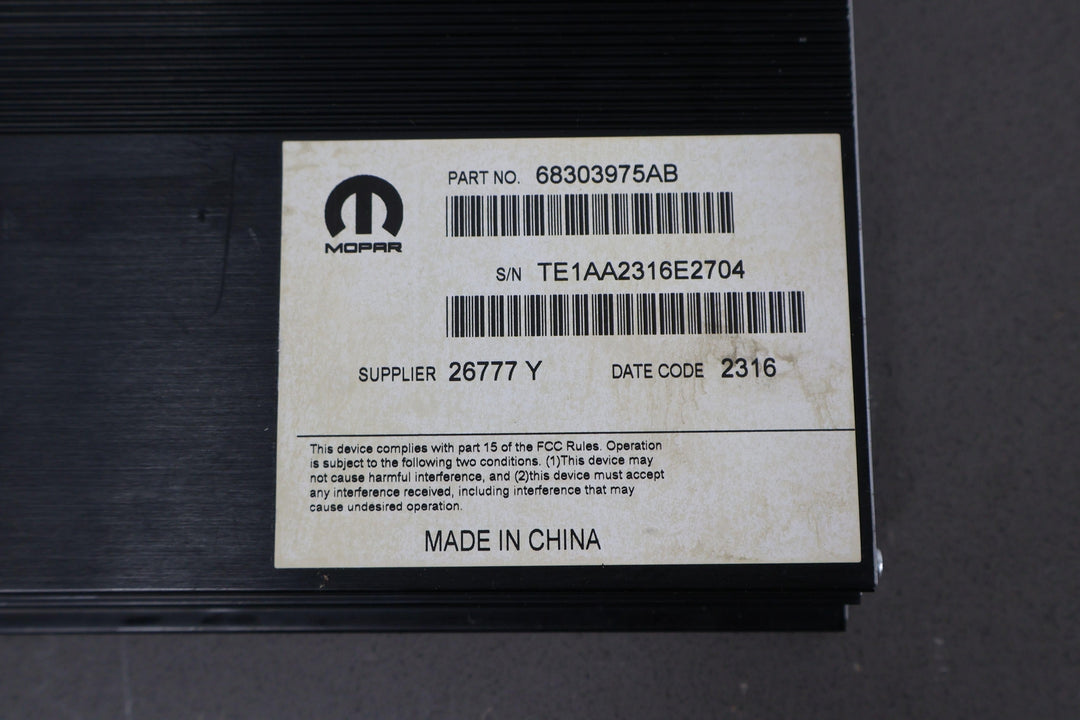 MOPAR
PART NO. 68303975AB
S/N TE1AA2316E2704
SUPPLIER 26777 Y DATE CODE 2316
This device complies with part 15 of the FCC Rules. Operation
is subject to the following two conditions. (1)This device may
not cause harmful interference, and (2)this device must accept
any interference received, including interference that may
cause undesired operation.
MADE IN CHINA